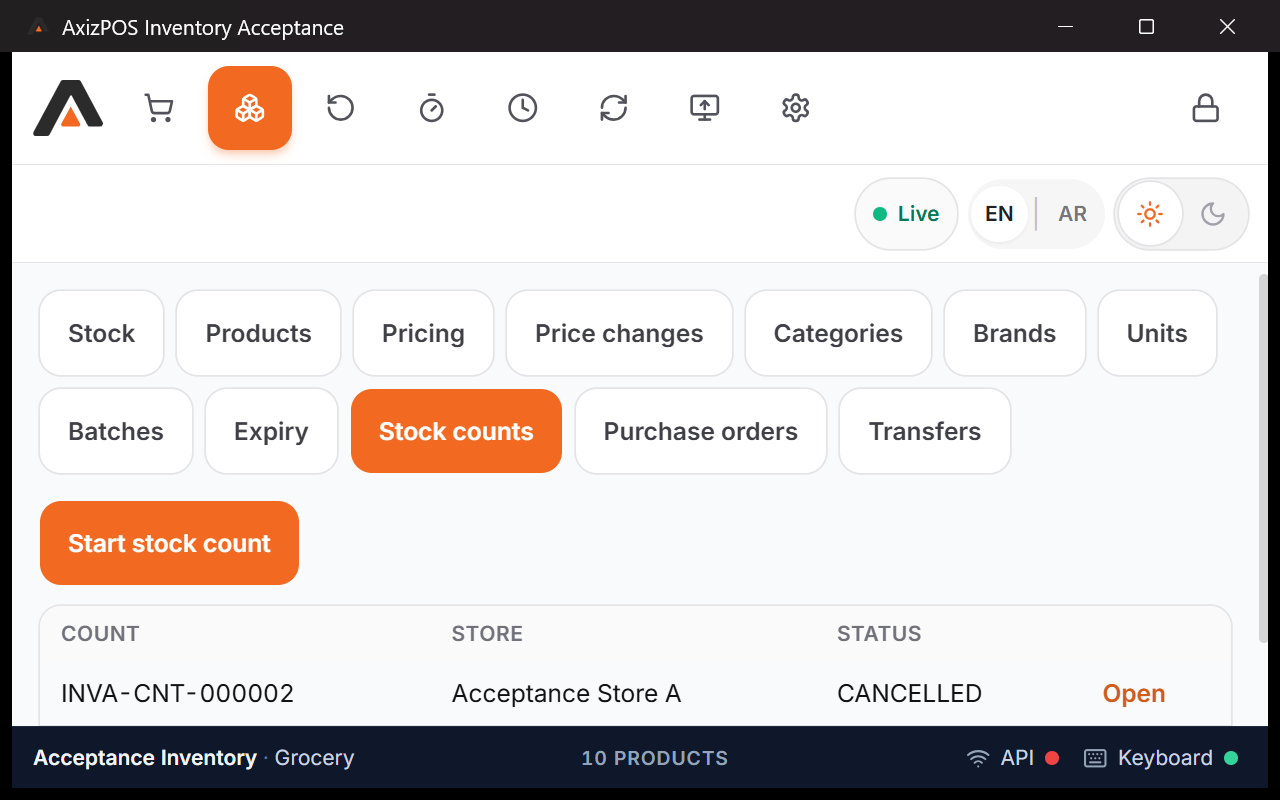 AxizPOS Inventory Acceptance
Live
EN
AR
Stock
Products
Pricing
Price changes
Categories
Brands
Units
Batches
Expiry
Stock counts
Purchase orders
Transfers
Start stock count
COUNT STORE STATUS
INVA-CNT-000002 Acceptance Store A CANCELLED Open
Acceptance Inventory · Grocery
10 PRODUCTS
API
Keyboard